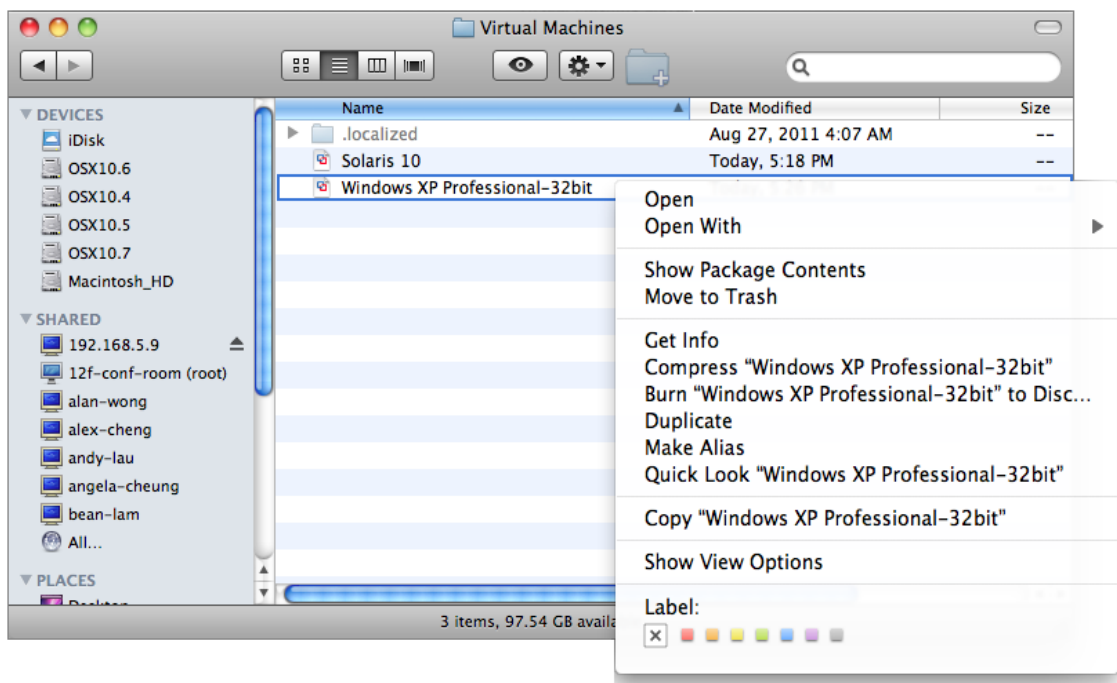 Virtual Machines
Name Date Modified Size
DEVICES
iDisk
OSX10.6
OSX10.4
OSX10.5
OSX10.7
Macintosh_HD
SHARED
192.168.5.9
12f-conf-room (root)
alan-wong
alex-cheng
andy-lau
angela-cheung
bean-lam
All...
PLACES
Desktop
.localized Aug 27, 2011 4:07 AM --
Solaris 10 Today, 5:18 PM --
Windows XP Professional-32bit
Open
Open With
Show Package Contents
Move to Trash
Get Info
Compress “Windows XP Professional-32bit”
Burn “Windows XP Professional-32bit” to Disc...
Duplicate
Make Alias
Quick Look “Windows XP Professional-32bit”
Copy “Windows XP Professional-32bit”
Show View Options
Label:
3 items, 97.54 GB availa